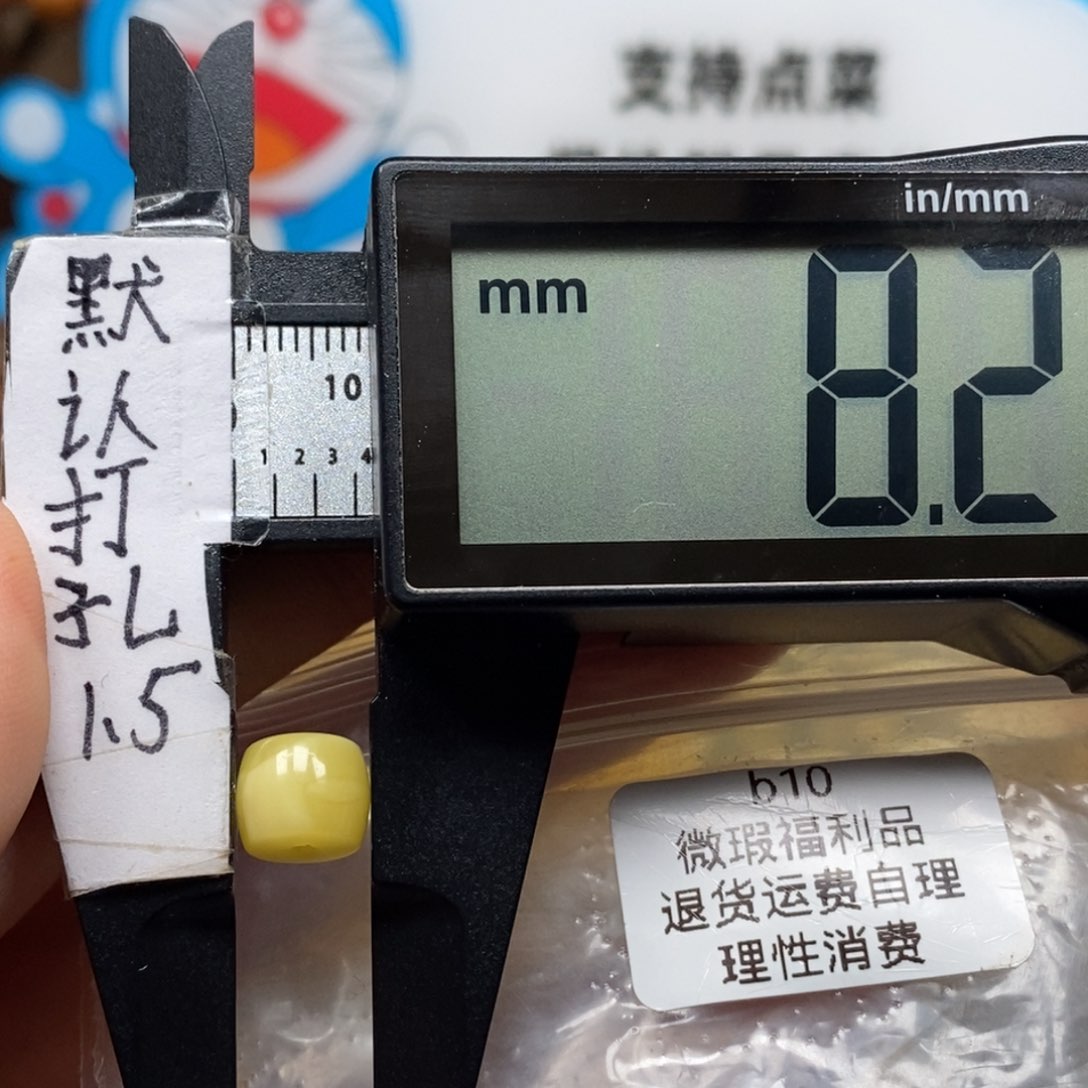 支持点菜
in/mm
mm
8.2
10
1 2 3 4
默
认
打
孔
1.5
b10
微瑕福利品
退货运费自理
理性消费